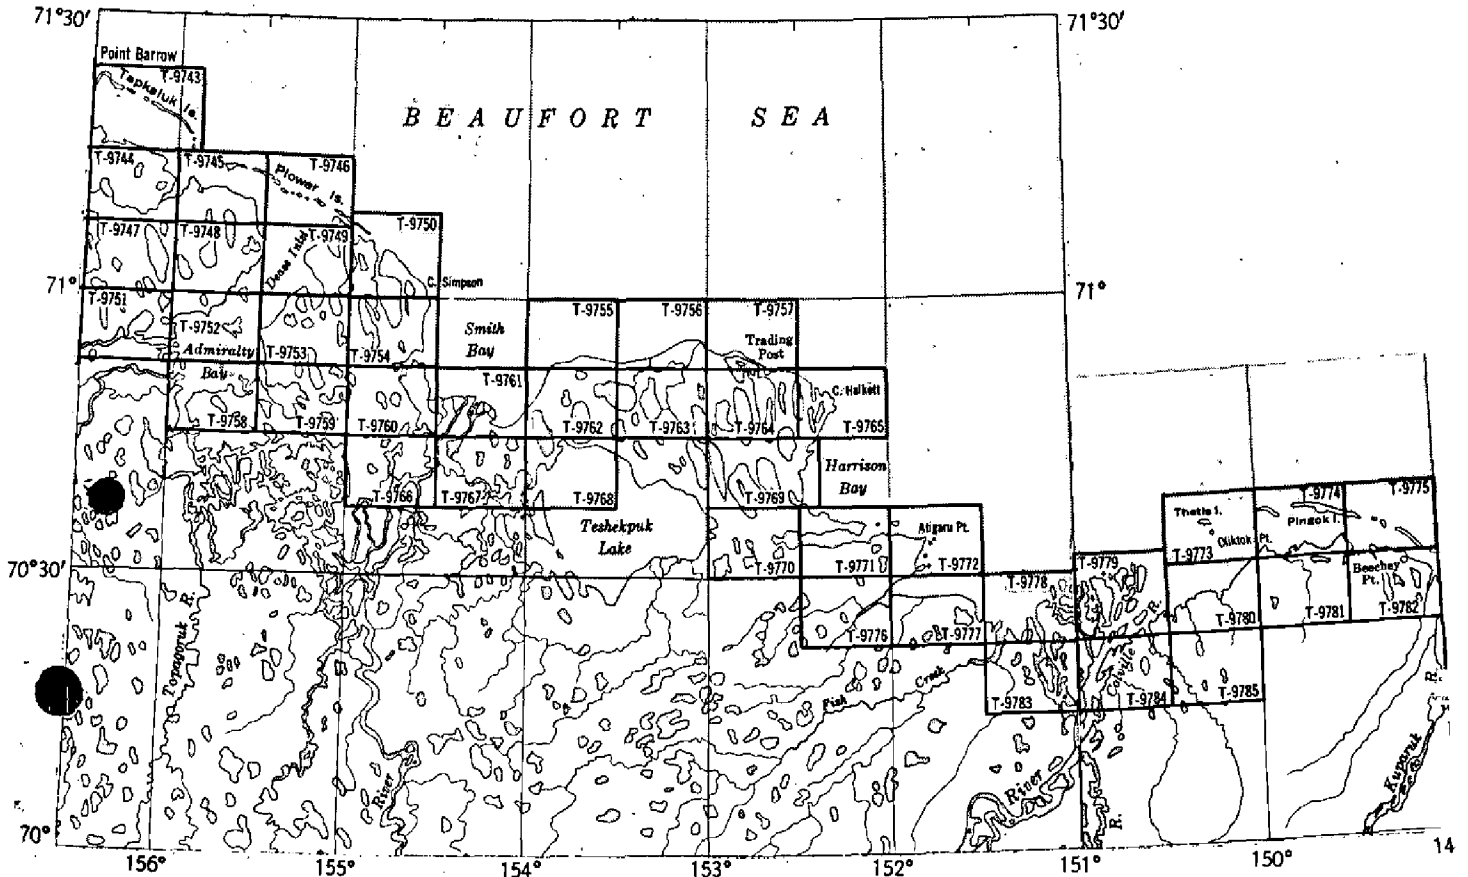 71°30′
71°30′
Point Barrow
T-9743
Tapkaluk Is.
BEAUFORT SEA
T-9744
T-9745
T-9746
Plower Is.
T-9747
T-9748
T-9749
T-9750
Dease Inlet
C. Simpson
71°
71°
T-9751
T-9752
T-9753
T-9754
Admiralty
Bay
Smith
Bay
T-9755
T-9756
T-9757
Trading
Post
T-9758
T-9759
T-9760
T-9761
T-9762
T-9763
T-9764
C. Halkett
T-9765
T-9766
T-9767
T-9768
T-9769
Harrison
Bay
Teshekpuk
Lake
Atigaru Pt.
T-9770
T-9771
T-9772
Thetis I.
Oliktok Pt.
T-9773
T-9774
Pingok I.
T-9775
70°30′
T-9776
T-9777
T-9778
T-9779
T-9780
T-9781
Beechey
Pt.
T-9782
T-9783
T-9784
T-9785
Topagoruk R.
Fish Creek
Colville R.
River
River
R.
Kuparuk
R.
70°
156°
155°
154°
153°
152°
151°
150°
14